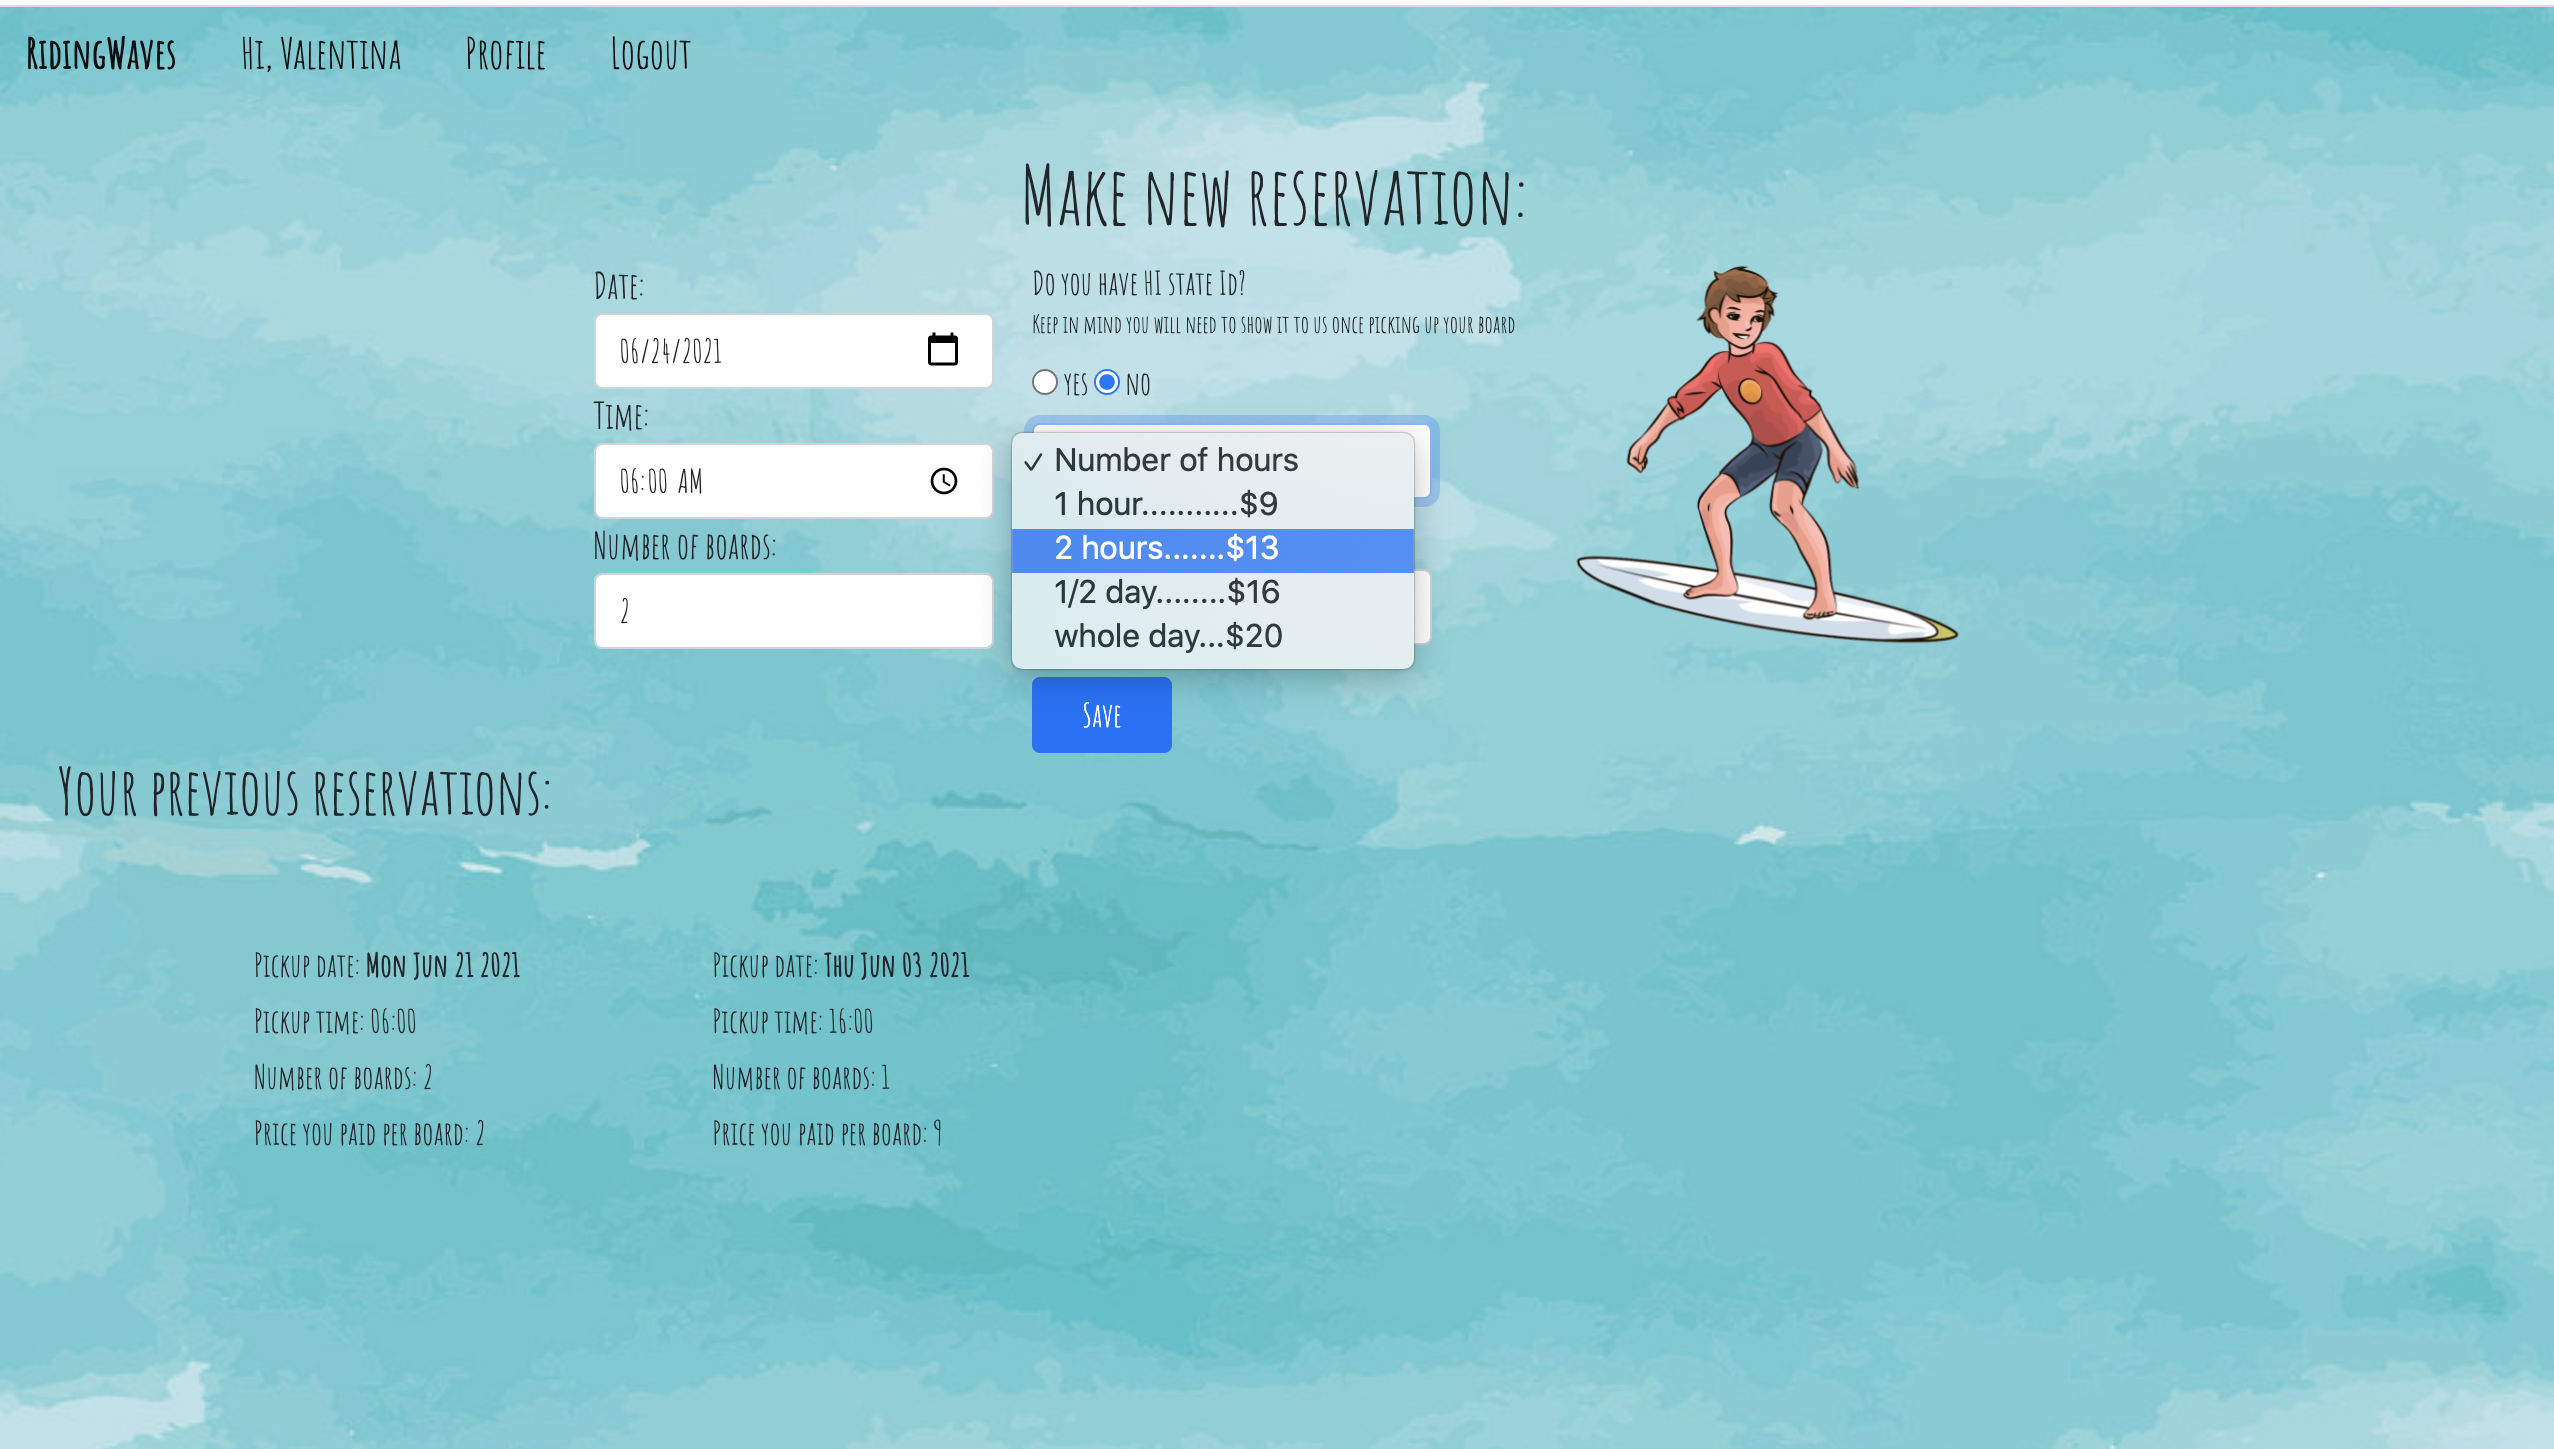 RidingWaves Hi, Valentina Profile Logout
Make new reservation:
Date:
06/24/2021
Time:
06:00 AM
Number of boards:
2
Do you have HI state Id?
Keep in mind you will need to show it to us once picking up your board
yes no
✓ Number of hours
1 hour...........$9
2 hours.......$13
1/2 day........$16
whole day...$20
Save
Your previous reservations:
Pickup date: Mon Jun 21 2021
Pickup time: 06:00
Number of boards: 2
Price you paid per board: 2
Pickup date: Thu Jun 03 2021
Pickup time: 16:00
Number of boards: 1
Price you paid per board: 9